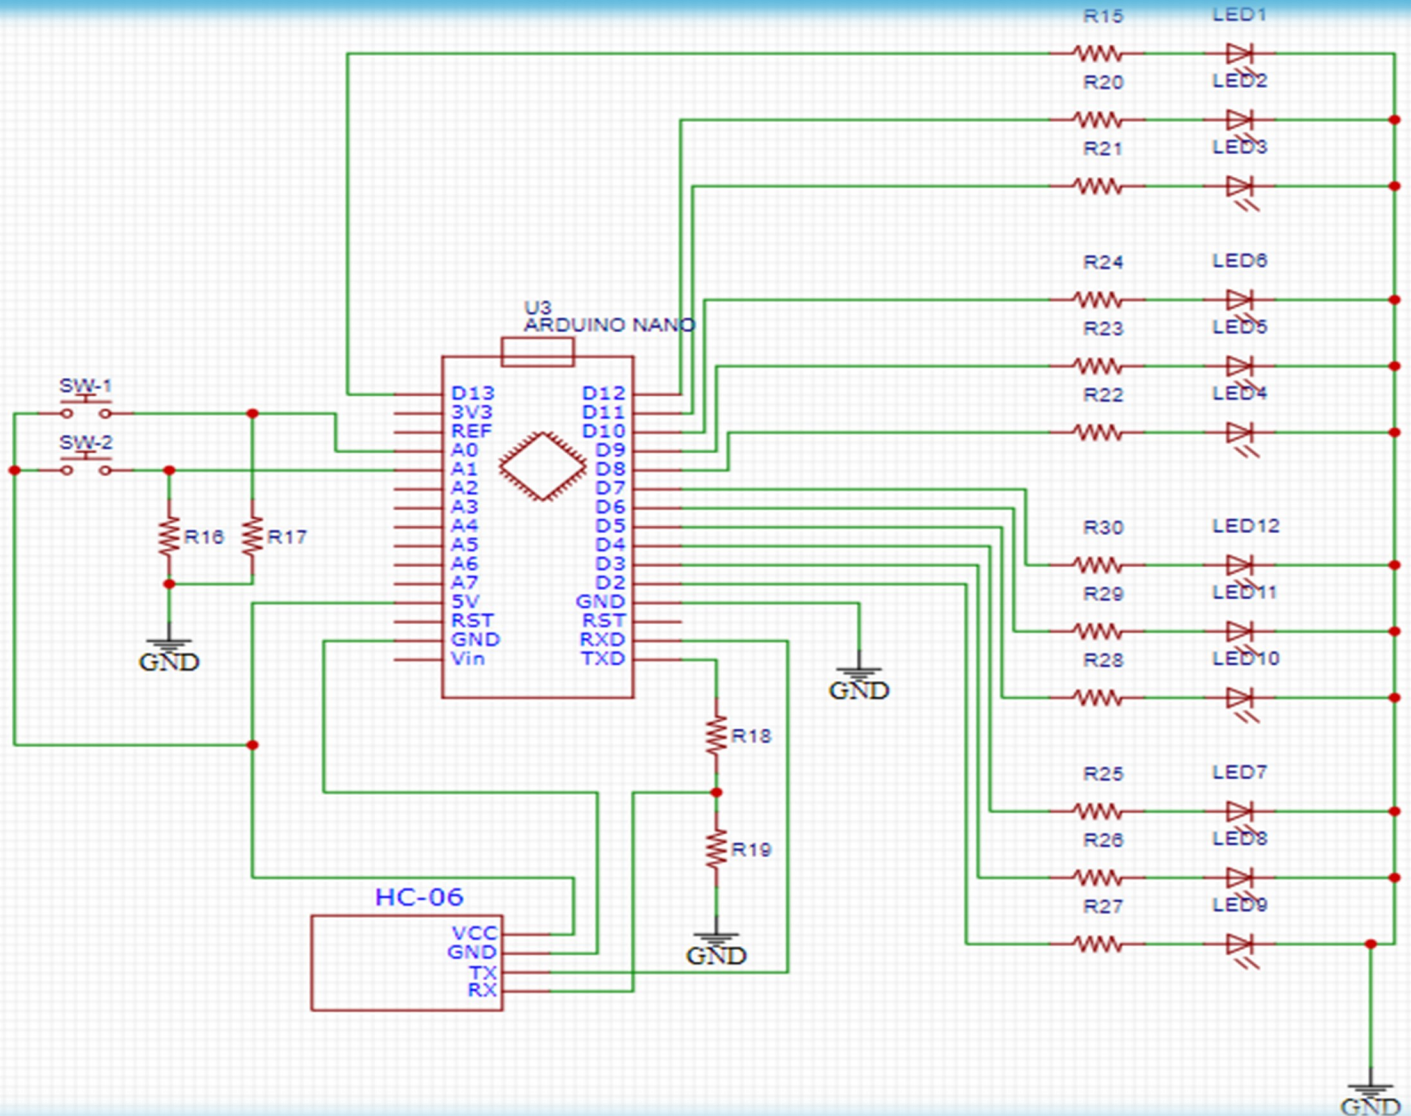 R15 LED1
R20 LED2
R21 LED3
R24 LED6
R23 LED5
R22 LED4
U3
ARDUINO NANO
SW-1
SW-2
D13 D12
3V3 D11
REF D10
A0 D9
A1 D8
A2 D7
A3 D6
A4 D5
A5 D4
A6 D3
A7 D2
5V GND
RST RST
GND RXD
Vin TXD
R16 R17
GND
GND
R30 LED12
R29 LED11
R28 LED10
R18
R25 LED7
R19
R26 LED8
R27 LED9
HC-06
VCC
GND
TX
RX
GND
GND